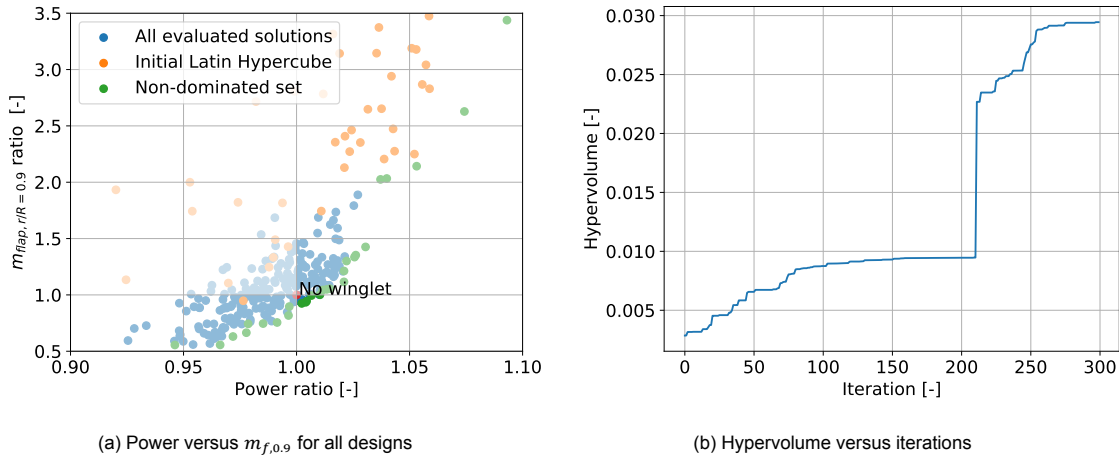 3.5
3.0
2.5
2.0
1.5
1.0
0.5
m_{flap, r/R=0.9} ratio [-]
All evaluated solutions
Initial Latin Hypercube
Non-dominated set
No winglet
0.90 0.95 1.00 1.05 1.10
Power ratio [-]
(a) Power versus m_{f,0.9} for all designs
0.030
0.025
0.020
0.015
0.010
0.005
Hypervolume [-]
0 50 100 150 200 250 300
Iteration [-]
(b) Hypervolume versus iterations